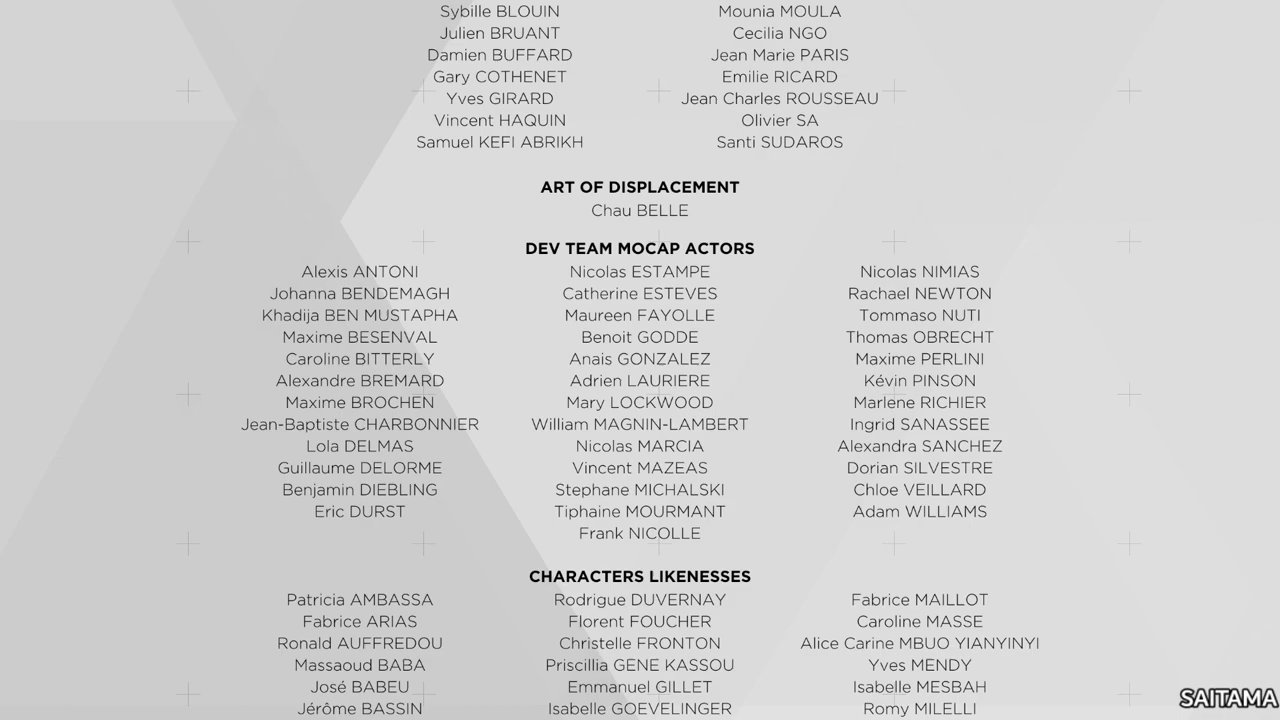 Sybille BLOUIN
Julien BRUANT
Damien BUFFARD
Gary COTHENET
Yves GIRARD
Vincent HAQUIN
Samuel KEFI ABRIKH
Mounia MOULA
Cecilia NGO
Jean Marie PARIS
Emilie RICARD
Jean Charles ROUSSEAU
Olivier SA
Santi SUDAROS
ART OF DISPLACEMENT
Chau BELLE
DEV TEAM MOCAP ACTORS
Alexis ANTONI
Johanna BENDEMAGH
Khadija BEN MUSTAPHA
Maxime BESENVAL
Caroline BITTERLY
Alexandre BREMARD
Maxime BROCHEN
Jean-Baptiste CHARBONNIER
Lola DELMAS
Guillaume DELORME
Benjamin DIEBLING
Eric DURST
Nicolas ESTAMPE
Catherine ESTEVES
Maureen FAYOLLE
Benoit GODDE
Anais GONZALEZ
Adrien LAURIERE
Mary LOCKWOOD
William MAGNIN-LAMBERT
Nicolas MARCIA
Vincent MAZEAS
Stephane MICHALSKI
Tiphaine MOURMANT
Frank NICOLLE
Nicolas NIMIAS
Rachael NEWTON
Tommaso NUTI
Thomas OBRECHT
Maxime PERLINI
Kévin PINSON
Marlene RICHIER
Ingrid SANASSEE
Alexandra SANCHEZ
Dorian SILVESTRE
Chloe VEILLARD
Adam WILLIAMS
CHARACTERS LIKENESSES
Patricia AMBASSA
Fabrice ARIAS
Ronald AUFFREDOU
Massaoud BABA
José BABEU
Jérôme BASSIN
Rodrigue DUVERNAY
Florent FOUCHER
Christelle FRONTON
Priscillia GENE KASSOU
Emmanuel GILLET
Isabelle GOEVELINGER
Fabrice MAILLOT
Caroline MASSE
Alice Carine MBUO YIANYINYI
Yves MENDY
Isabelle MESBAH
Romy MILELLI
SAITAMA